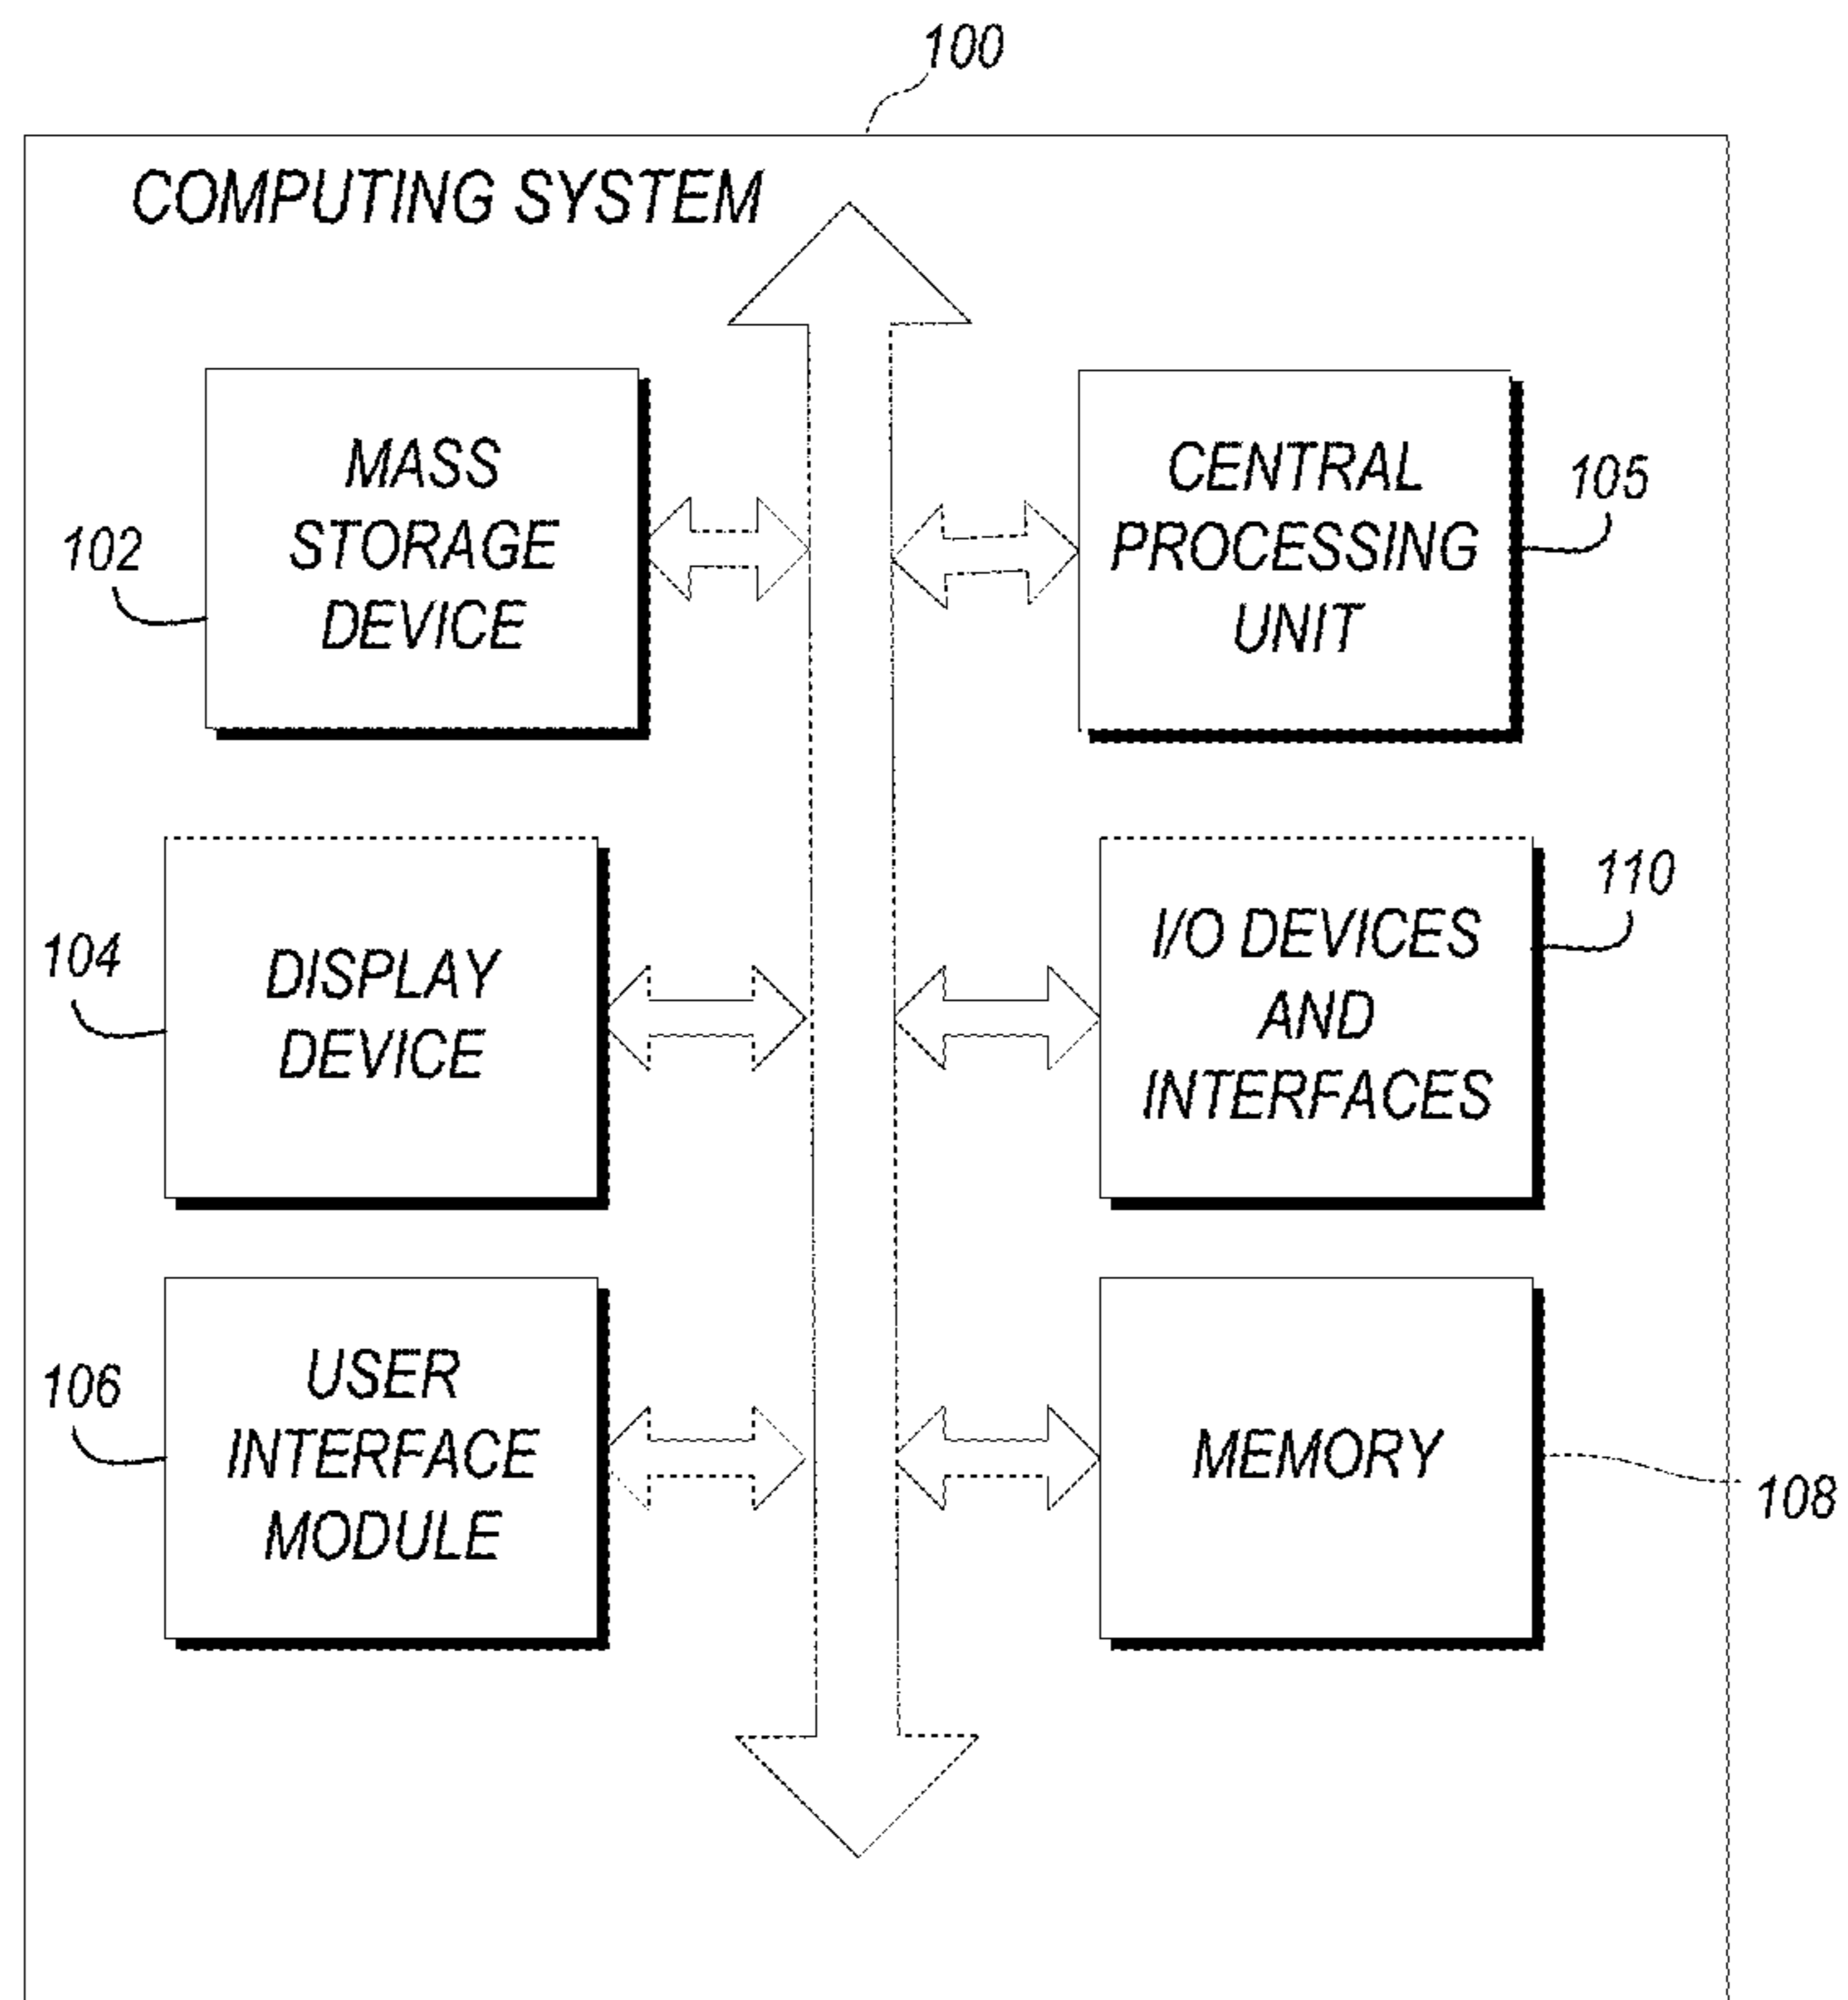 100
COMPUTING SYSTEM
MASS
STORAGE
DEVICE
102
CENTRAL
PROCESSING
UNIT
105
DISPLAY
DEVICE
104
I/O DEVICES
AND
INTERFACES
110
USER
INTERFACE
MODULE
106
MEMORY
108